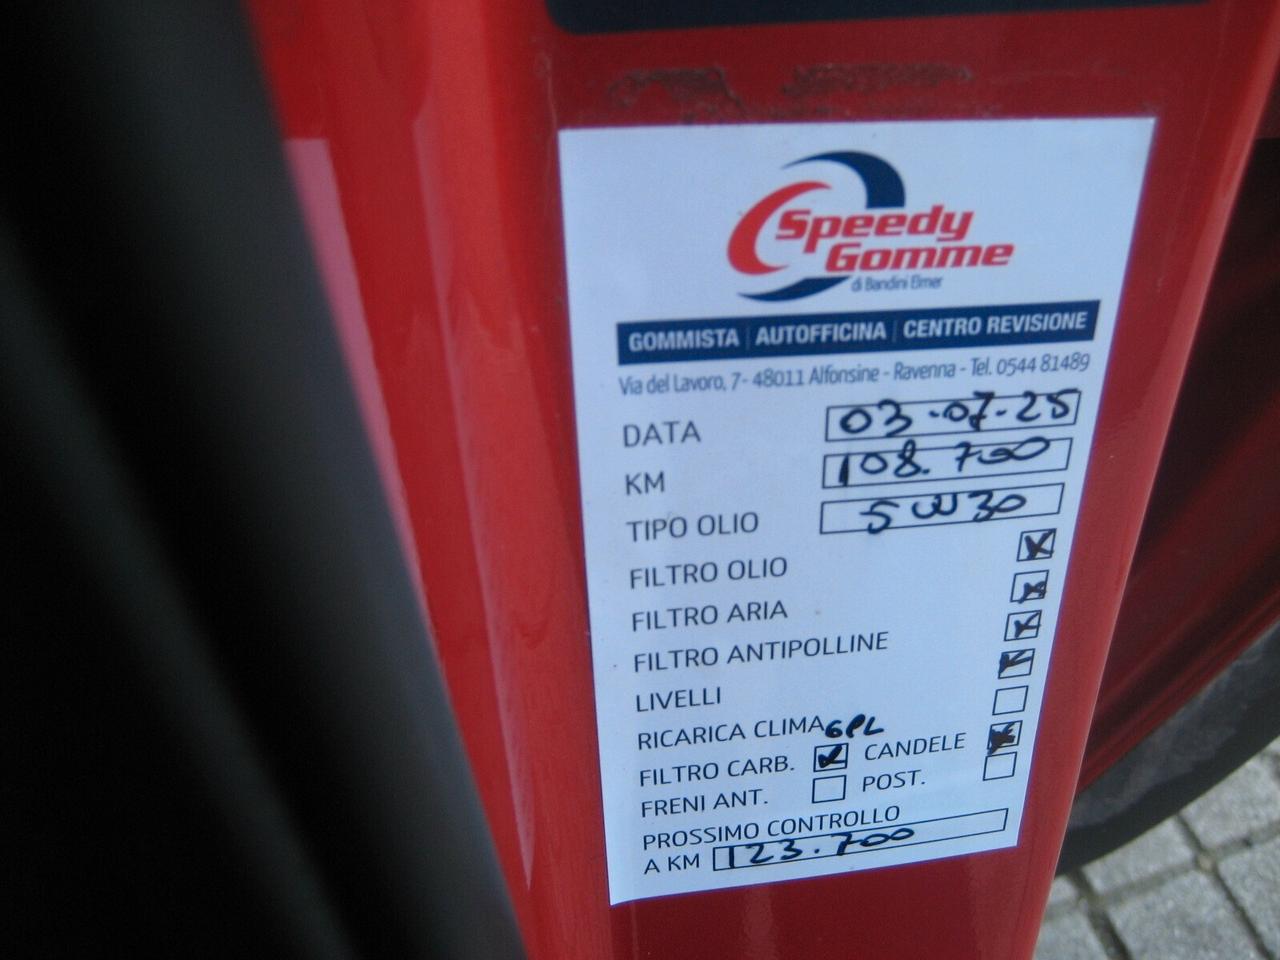 Speedy
Gomme
di Bandini Elmer
GOMMISTA | AUTOFFICINA | CENTRO REVISIONE
Via del Lavoro, 7- 48011 Alfonsine - Ravenna - Tel. 0544 81489
DATA 03-07-25
KM 108.700
TIPO OLIO 5W30
FILTRO OLIO
FILTRO ARIA
FILTRO ANTIPOLLINE
LIVELLI
RICARICA CLIMA
GPL
FILTRO CARB. CANDELE
FRENI ANT. POST.
PROSSIMO CONTROLLO
A KM 123.700